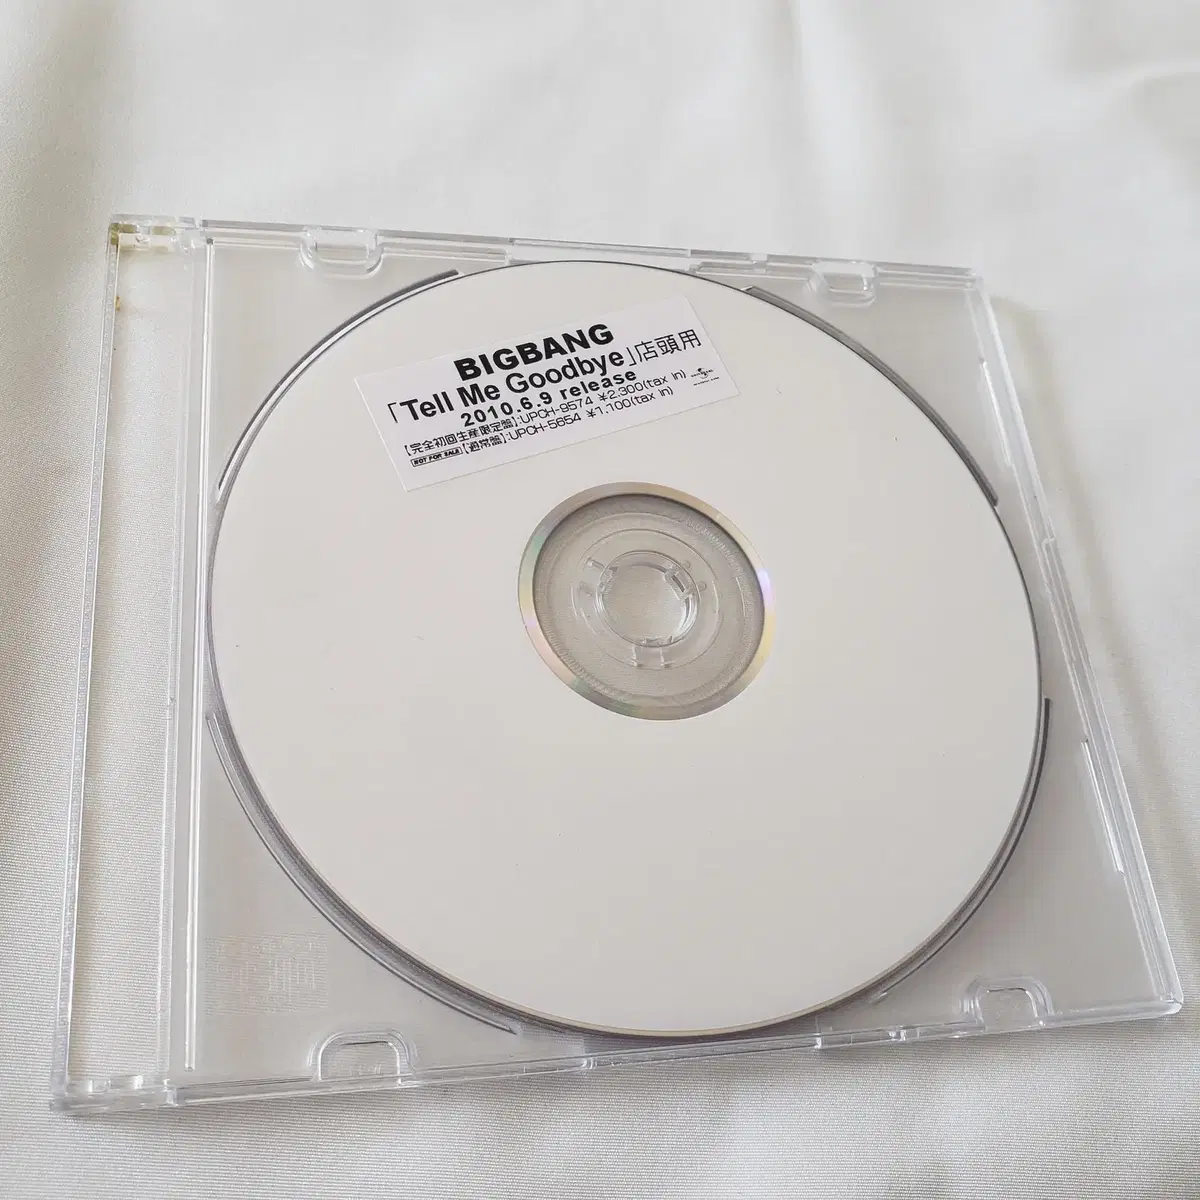 BIGBANG
「Tell Me Goodbye」店頭用
2010.6.9 release
【完全初回生産限定盤】:UPCH-9574 ¥2.300(tax in)
NOT FOR SALE 【通常盤】:UPCH-5654 ¥1.100(tax in)